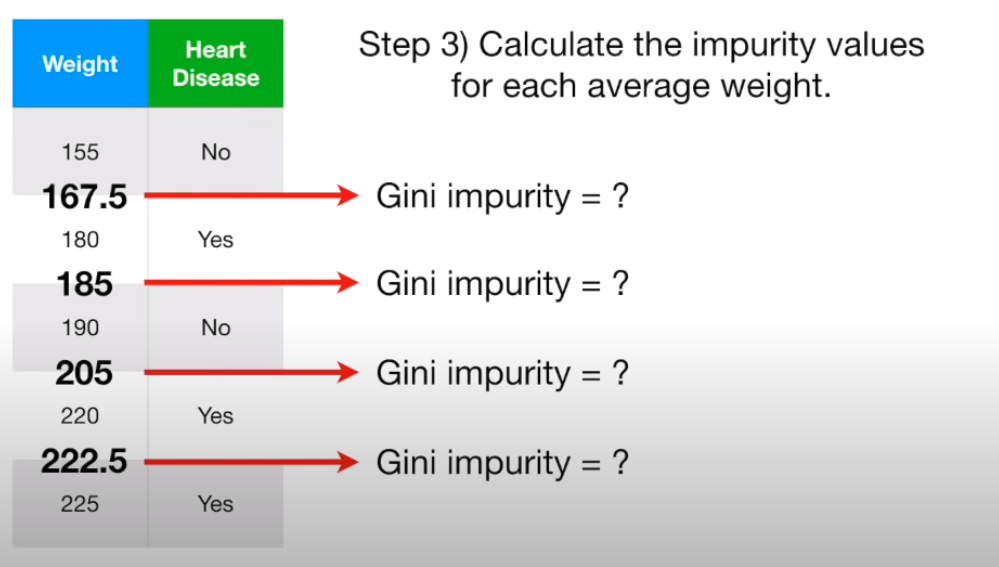 Weight
Heart
Disease
Step 3) Calculate the impurity values
for each average weight.
155 No
167.5 Gini impurity = ?
180 Yes
185 Gini impurity = ?
190 No
205 Gini impurity = ?
220 Yes
222.5 Gini impurity = ?
225 Yes